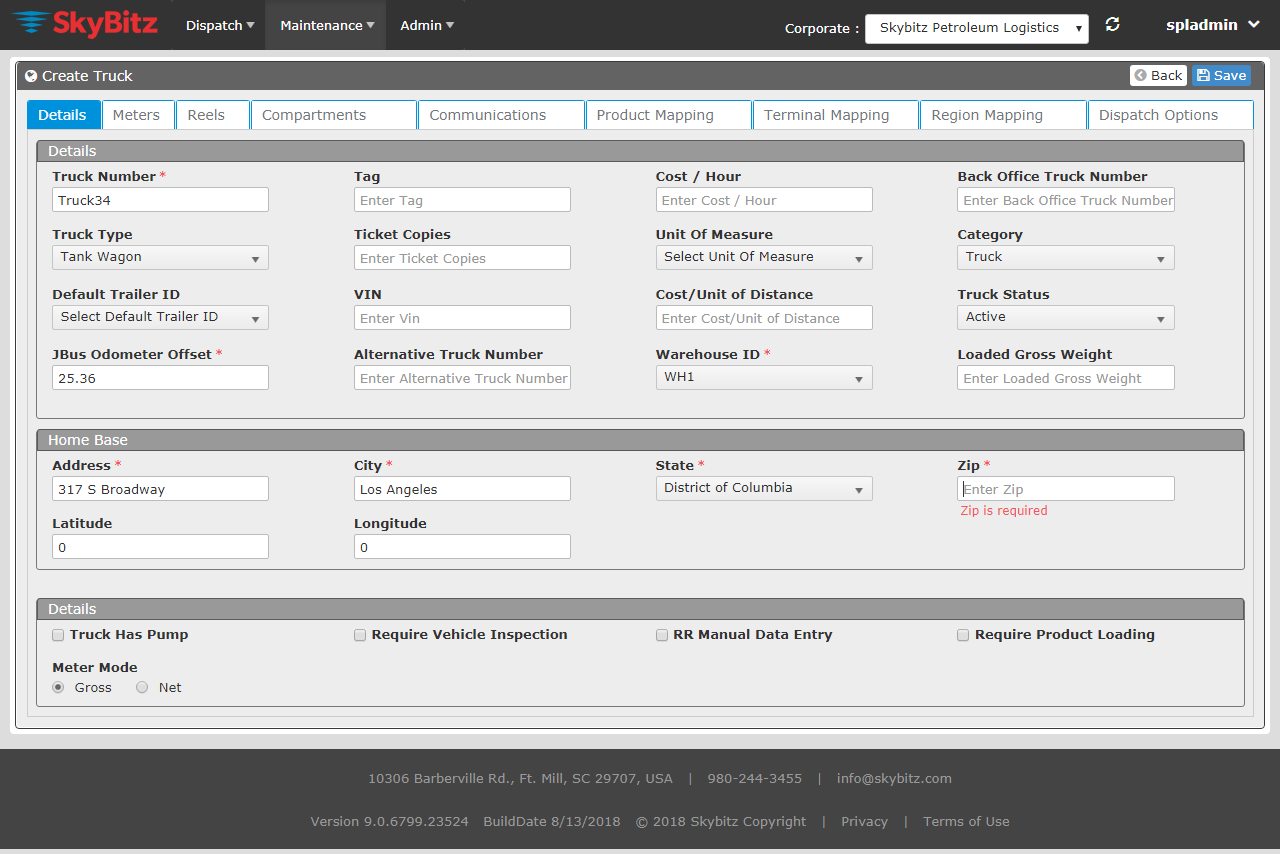 SkyBitz Dispatch Maintenance Admin Corporate : Skybitz Petroleum Logistics spladmin
Create Truck Back Save
Details Meters Reels Compartments Communications Product Mapping Terminal Mapping Region Mapping Dispatch Options
Details
Truck Number * Tag Cost / Hour Back Office Truck Number
Truck34 Enter Tag Enter Cost / Hour Enter Back Office Truck Number
Truck Type Ticket Copies Unit Of Measure Category
Tank Wagon Enter Ticket Copies Select Unit Of Measure Truck
Default Trailer ID VIN Cost/Unit of Distance Truck Status
Select Default Trailer ID Enter Vin Enter Cost/Unit of Distance Active
JBus Odometer Offset * Alternative Truck Number Warehouse ID * Loaded Gross Weight
25.36 Enter Alternative Truck Number WH1 Enter Loaded Gross Weight
Home Base
Address * City * State * Zip *
317 S Broadway Los Angeles District of Columbia Enter Zip
Zip is required
Latitude Longitude
0 0
Details
Truck Has Pump Require Vehicle Inspection RR Manual Data Entry Require Product Loading
Meter Mode
Gross Net
10306 Barberville Rd., Ft. Mill, SC 29707, USA | 980-244-3455 | info@skybitz.com
Version 9.0.6799.23524 BuildDate 8/13/2018 © 2018 Skybitz Copyright | Privacy | Terms of Use